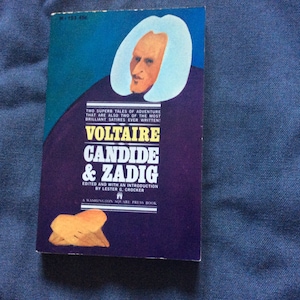 TWO SUPERB TALES OF ADVENTURE
THAT ARE ALSO TWO OF THE MOST
BRILLIANT SATIRES EVER WRITTEN!
VOLTAIRE
CANDIDE
& ZADIG
EDITED AND WITH AN INTRODUCTION
BY LESTER G. CROCKER
A WASHINGTON SQUARE PRESS BOOK